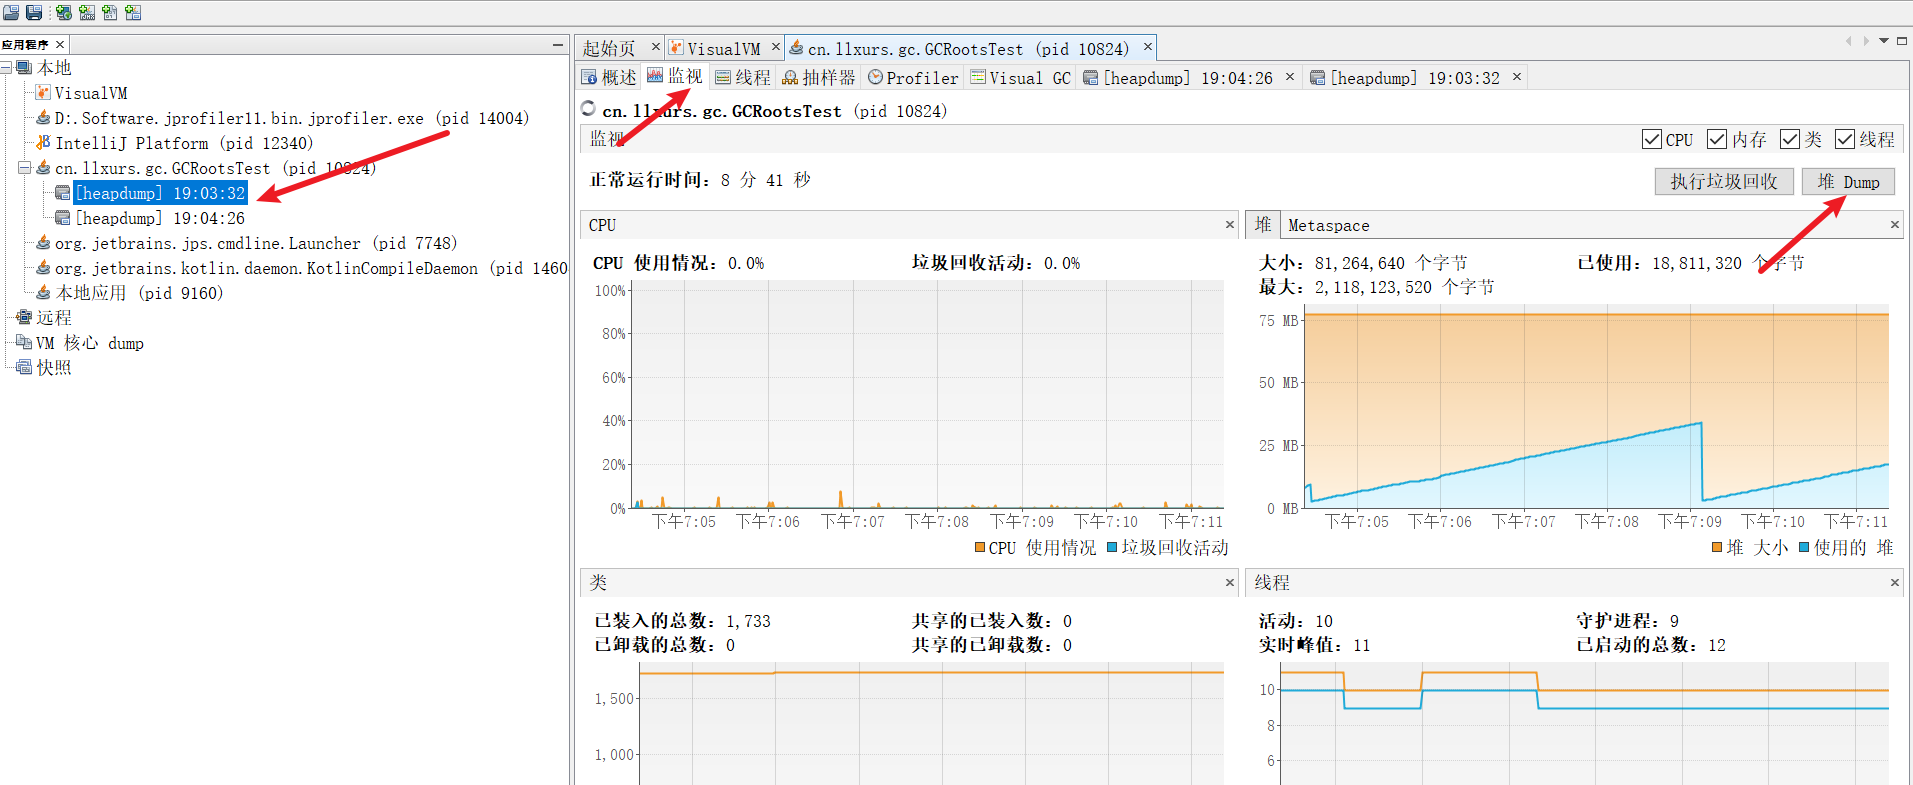 应用程序 ×
本地
VisualVM
D:.Software.jprofiler11.bin.jprofiler.exe (pid 14004)
IntelliJ Platform (pid 12340)
cn.llxurs.gc.GCRootsTest (pid 10824)
[heapdump] 19:03:32
[heapdump] 19:04:26
org.jetbrains.jps.cmdline.Launcher (pid 7748)
org.jetbrains.kotlin.daemon.KotlinCompileDaemon (pid 1460
本地应用 (pid 9160)
远程
VM 核心 dump
快照
起始页 × VisualVM × cn.llxurs.gc.GCRootsTest (pid 10824) ×
概述 监视 线程 抽样器 Profiler Visual GC [heapdump] 19:04:26 × [heapdump] 19:03:32 ×
cn.llxurs.gc.GCRootsTest (pid 10824)
监视 CPU 内存 类 线程
正常运行时间: 8 分 41 秒 执行垃圾回收 堆 Dump
CPU ×
CPU 使用情况: 0.0% 垃圾回收活动: 0.0%
100%
80%
60%
40%
20%
0%
下午7:05 下午7:06 下午7:07 下午7:08 下午7:09 下午7:10 下午7:11
CPU 使用情况 垃圾回收活动
堆 Metaspace ×
大小: 81,264,640 个字节 已使用: 18,811,320 个字节
最大: 2,118,123,520 个字节
75 MB
50 MB
25 MB
0 MB
下午7:05 下午7:06 下午7:07 下午7:08 下午7:09 下午7:10 下午7:11
堆 大小 使用的 堆
类 ×
已装入的总数: 1,733 共享的已装入数: 0
已卸载的总数: 0 共享的已卸载数: 0
1,500
1,000
线程 ×
活动: 10 守护进程: 9
实时峰值: 11 已启动的总数: 12
10
8
6